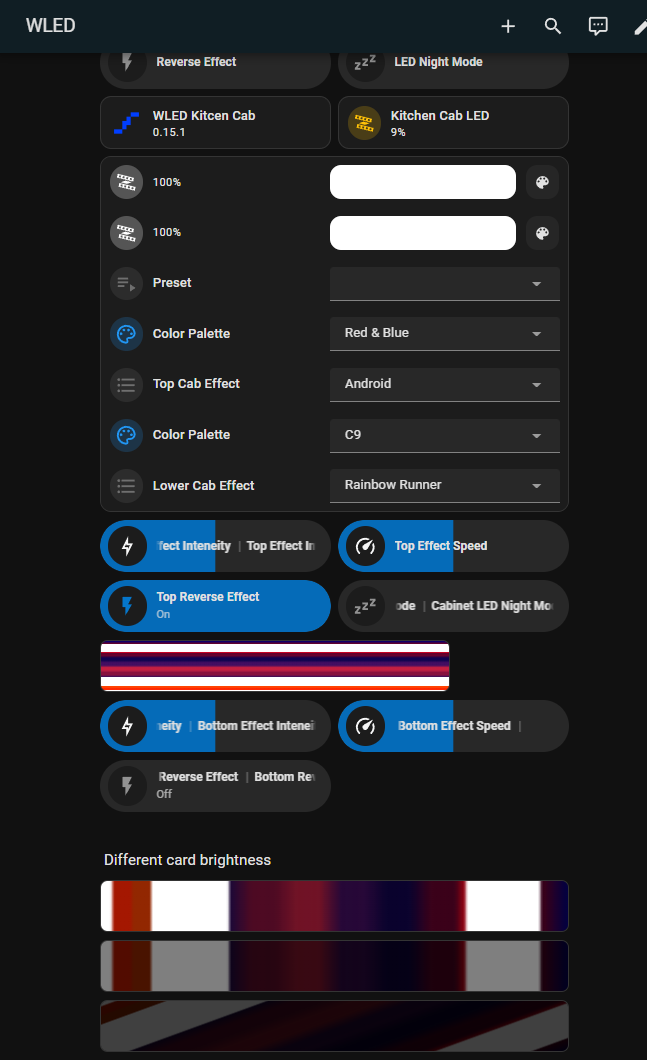 WLED
Reverse Effect
LED Night Mode
WLED Kitcen Cab
0.15.1
Kitchen Cab LED
9%
100%
100%
Preset
Color Palette
Red & Blue
Top Cab Effect
Android
Color Palette
C9
Lower Cab Effect
Rainbow Runner
fect Inteneity | Top Effect In
Top Effect Speed
Top Reverse Effect
On
zzz
ode | Cabinet LED Night Mo
eity | Bottom Effect Intenei
Bottom Effect Speed |
Reverse Effect | Bottom Rev
Off
Different card brightness